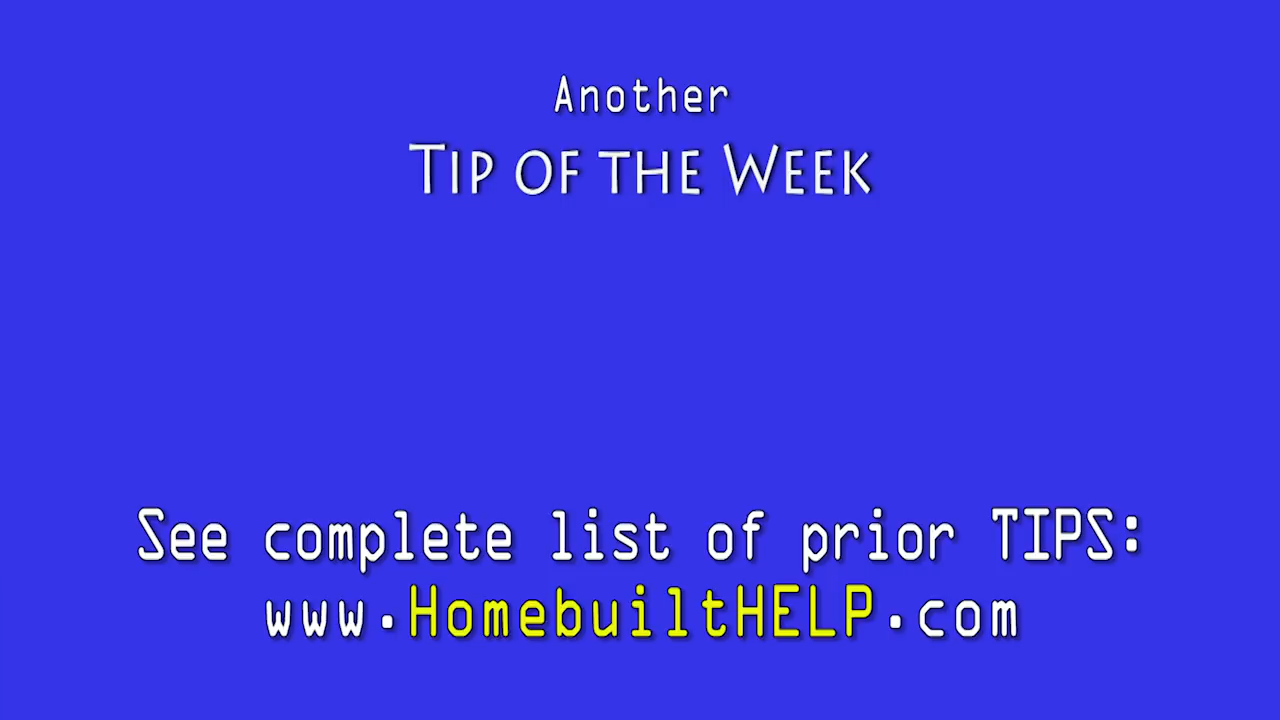 Another
Tip of the Week
See complete list of prior TIPS:
www.HomebuiltHELP.com